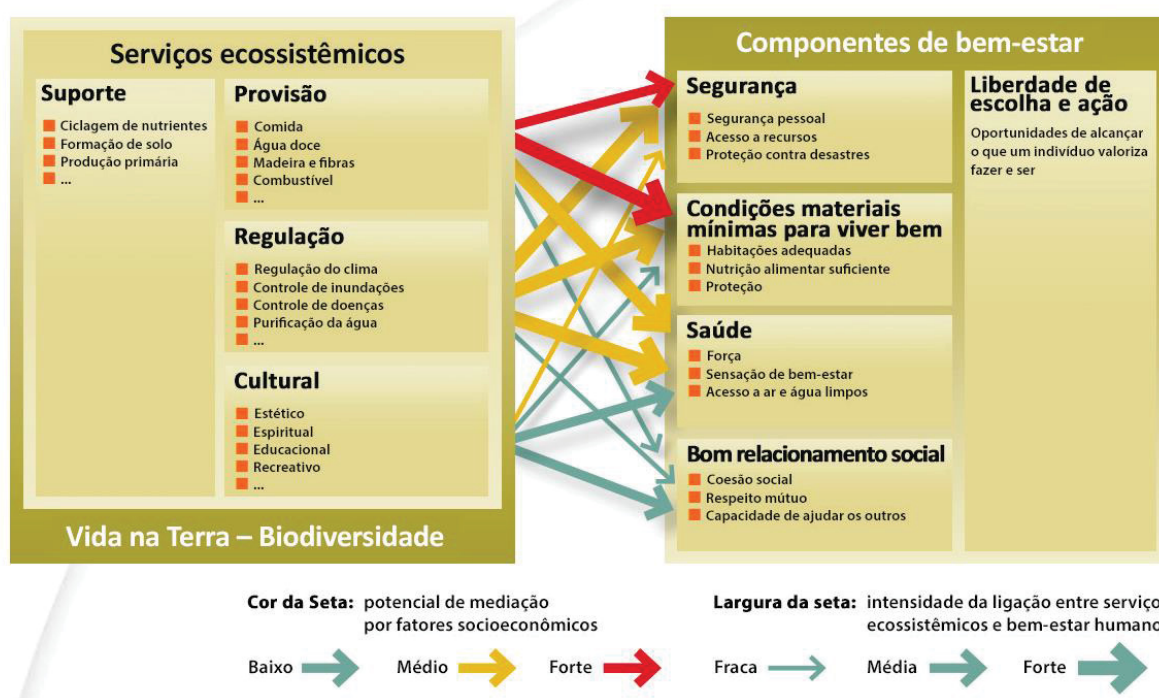 Serviços ecossistêmicos
Suporte
Ciclagem de nutrientes
Formação de solo
Produção primária
...
Provisão
Comida
Água doce
Madeira e fibras
Combustível
...
Regulação
Regulação do clima
Controle de inundações
Controle de doenças
Purificação da água
...
Cultural
Estético
Espiritual
Educacional
Recreativo
...
Vida na Terra – Biodiversidade
Componentes de bem-estar
Segurança
Segurança pessoal
Acesso a recursos
Proteção contra desastres
Condições materiais
mínimas para viver bem
Habitações adequadas
Nutrição alimentar suficiente
Proteção
Saúde
Força
Sensação de bem-estar
Acesso a ar e água limpos
Bom relacionamento social
Coesão social
Respeito mútuo
Capacidade de ajudar os outros
Liberdade de
escolha e ação
Oportunidades de alcançar
o que um indivíduo valoriza
fazer e ser
Cor da Seta: potencial de mediação
por fatores socioeconômicos
Baixo Médio Forte
Largura da seta: intensidade da ligação entre serviço
ecossistêmicos e bem-estar humano
Fraca Média Forte